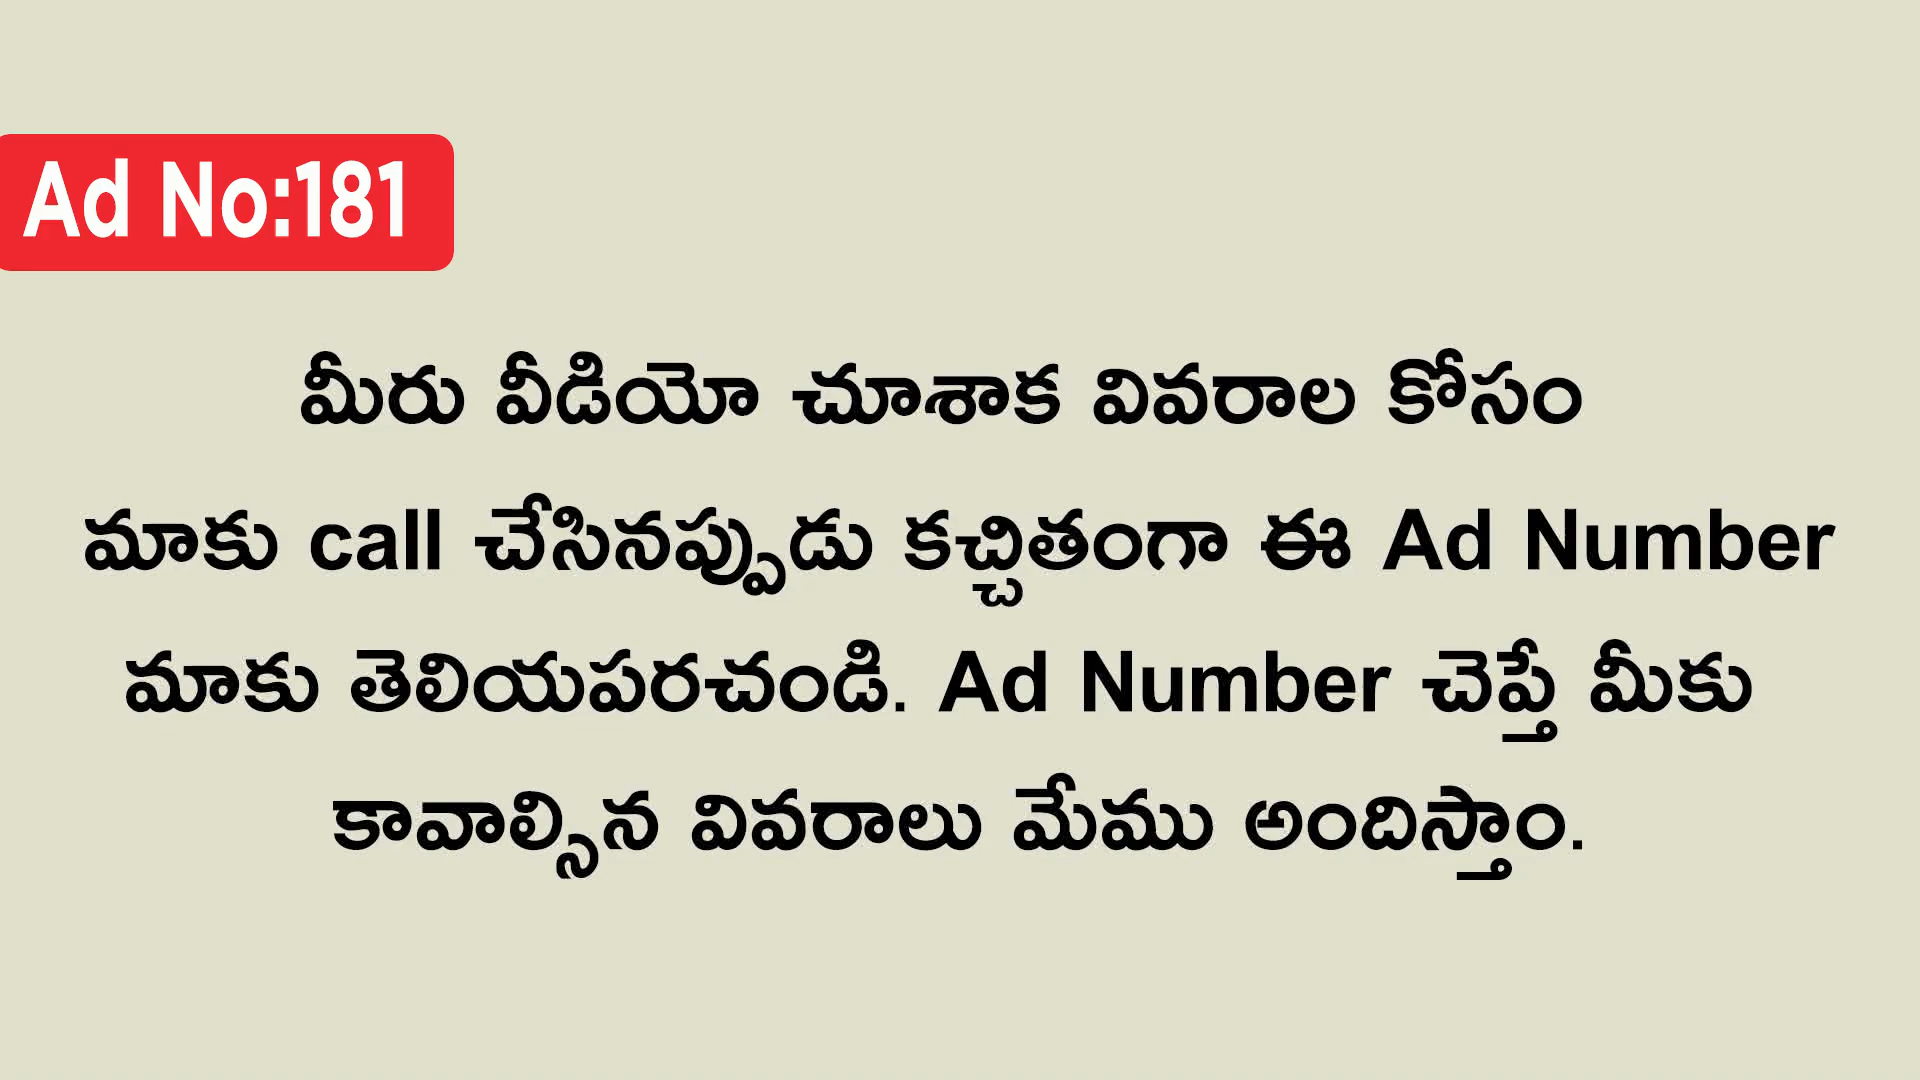 Ad No:181
మీరు వీడియో చూశాక వివరాల కోసం
మాకు call చేసినప్పుడు కచ్చితంగా ఈ Ad Number
మాకు తెలియపరచండి. Ad Number చెప్తే మీకు
కావాల్సిన వివరాలు మేము అందిస్తాం.